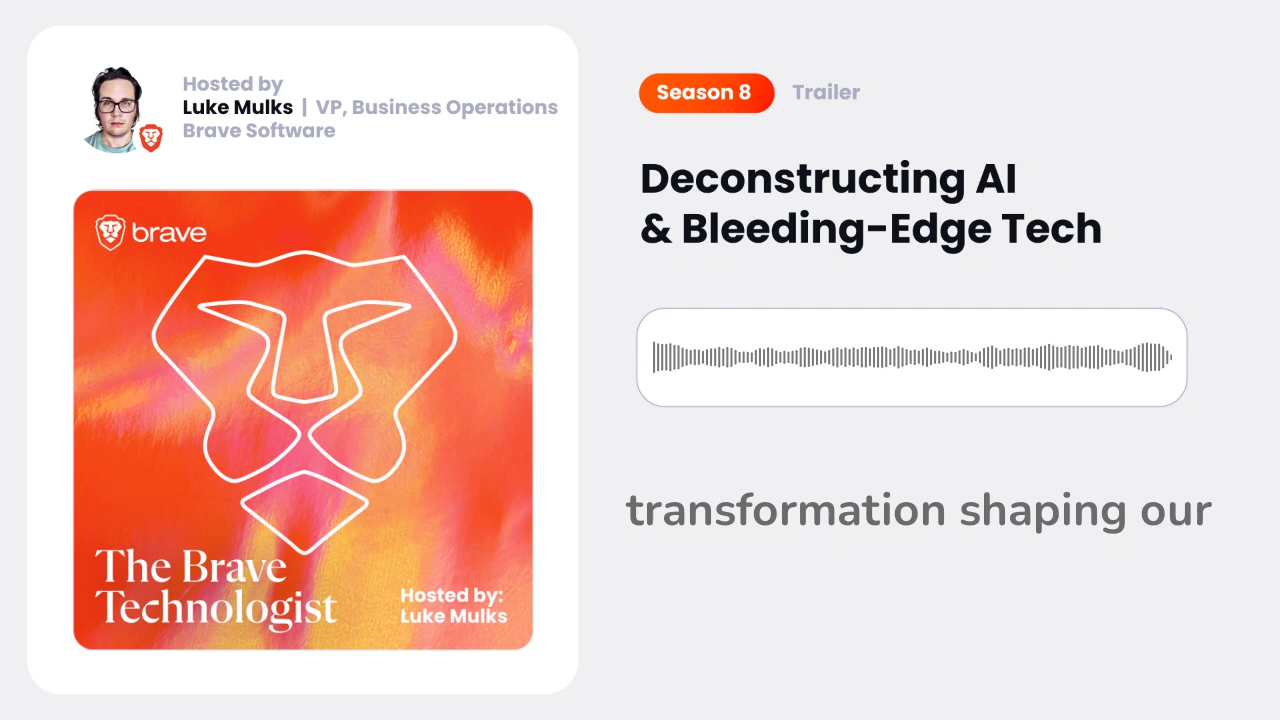 Hosted by
Luke Mulks | VP, Business Operations
Brave Software
brave
The Brave
Technologist
Hosted by:
Luke Mulks
Season 8
Trailer
Deconstructing AI
& Bleeding-Edge Tech
transformation shaping our